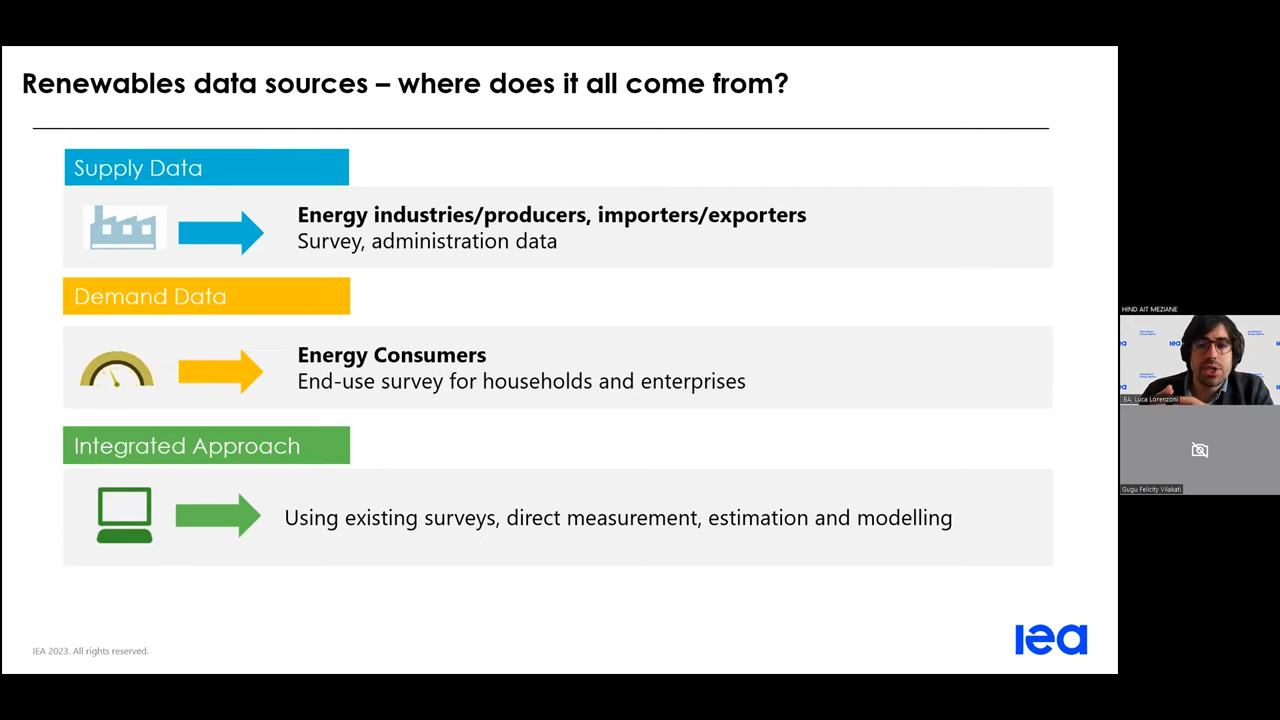 Renewables data sources – where does it all come from?
Supply Data
Energy industries/producers, importers/exporters
Survey, administration data
Demand Data
Energy Consumers
End-use survey for households and enterprises
Integrated Approach
Using existing surveys, direct measurement, estimation and modelling
IEA 2023. All rights reserved.
iea
HIND AIT MEZIANE
IEA, Luca Lorenzoni
Gugu Felicity Vilakati